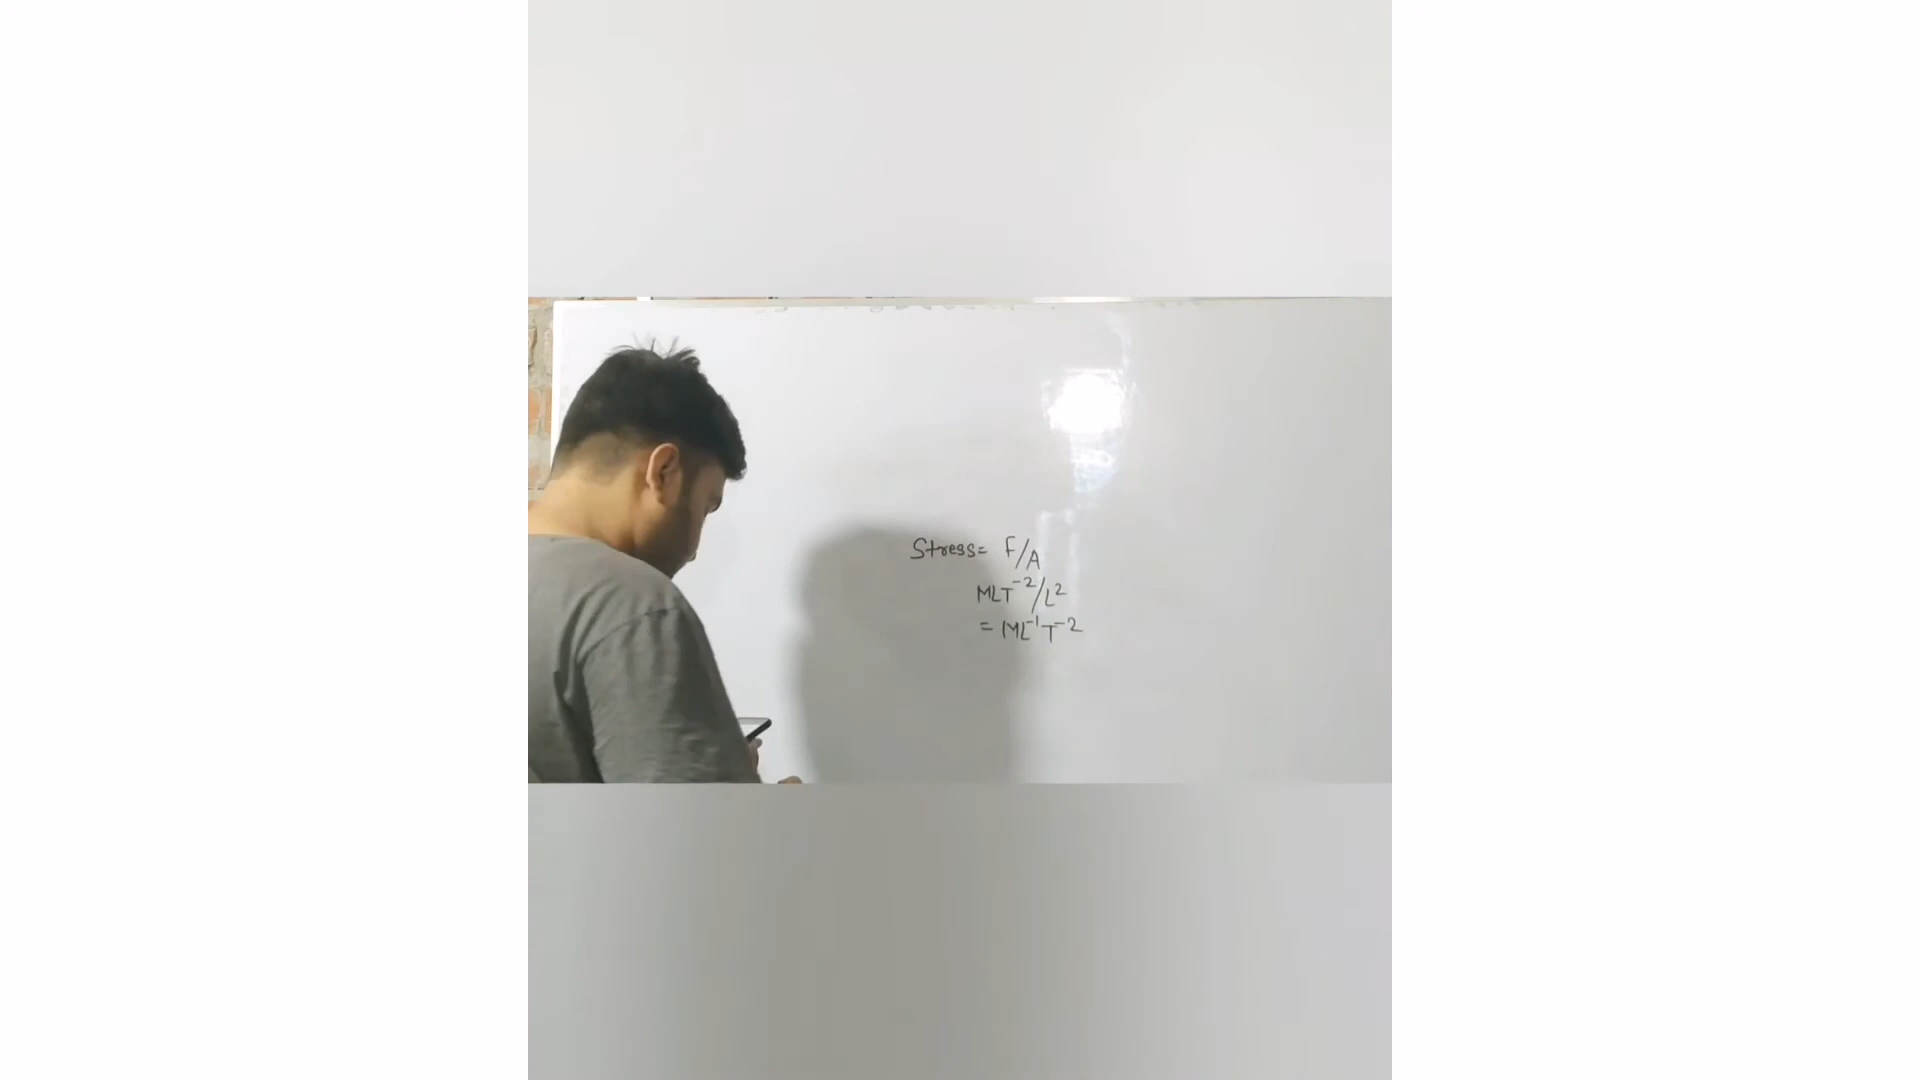 Stress= F/A
MLT⁻²/L²
= ML⁻¹T⁻²